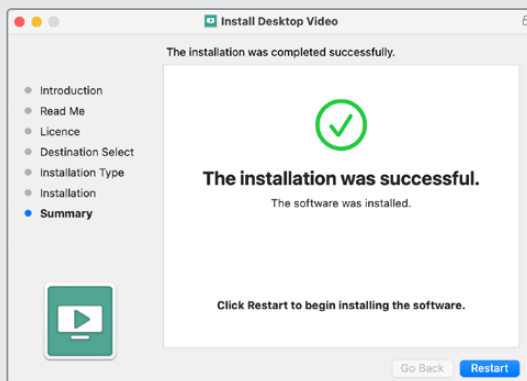 Install Desktop Video
The installation was completed successfully.
Introduction
Read Me
Licence
Destination Select
Installation Type
Installation
Summary
The installation was successful.
The software was installed.
Click Restart to begin installing the software.
Go Back
Restart